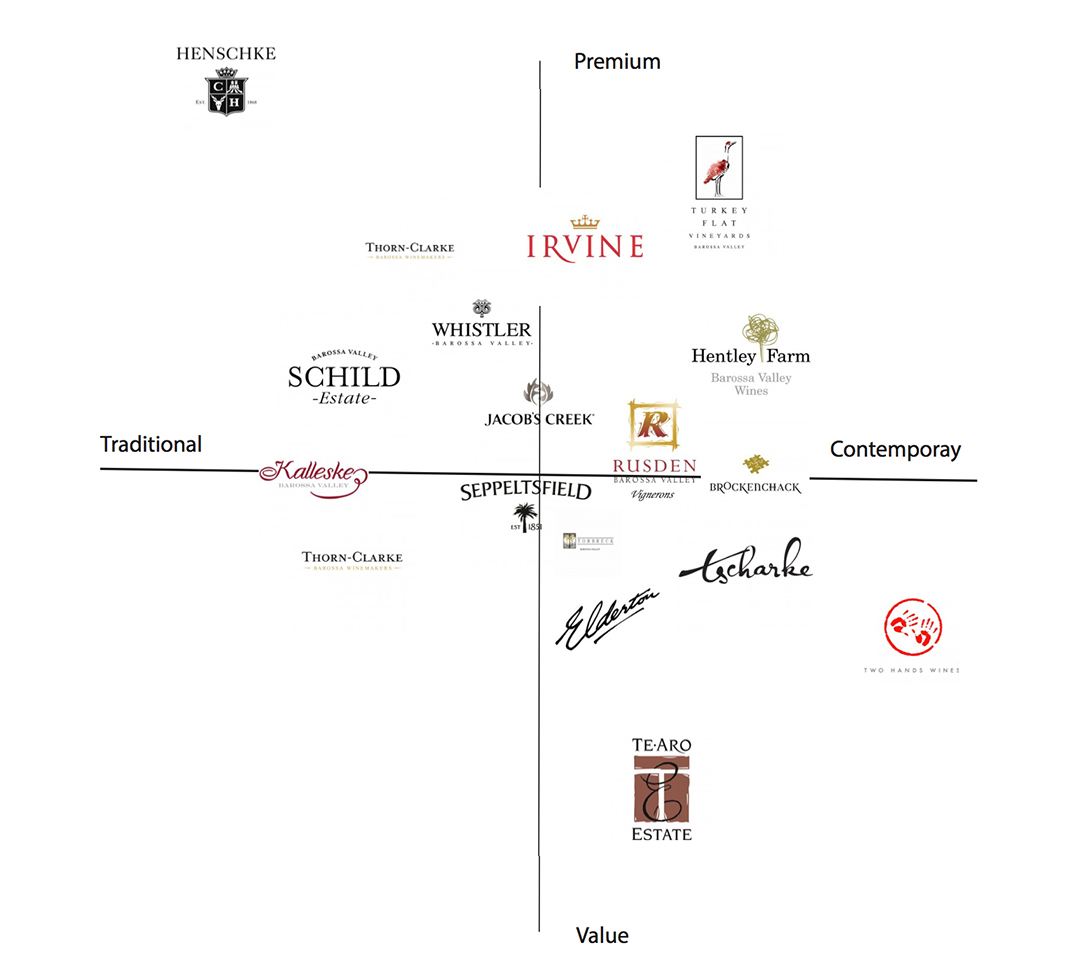 HENSCHKE
C
H
EST. 1868
Premium
TURKEY
FLAT
VINEYARDS
BAROSSA VALLEY
THORN-CLARKE
BAROSSA WINEMAKERS
IRVINE
WHISTLER
·BAROSSA VALLEY·
BAROSSA VALLEY
SCHILD
-Estate-
Hentley Farm
Barossa Valley
Wines
JACOB'S CREEK
R
RUSDEN
BAROSSA VALLEY
Vignerons
Traditional
Contemporay
Kalleske
BAROSSA VALLEY
SEPPELTSFIELD
EST 1851
BROCKENCHACK
TORBRECK
BAROSSA VALLEY
THORN-CLARKE
BAROSSA WINEMAKERS
tscharke
Elderton
TWO HANDS WINES
TE·ARO
TE
ESTATE
Value